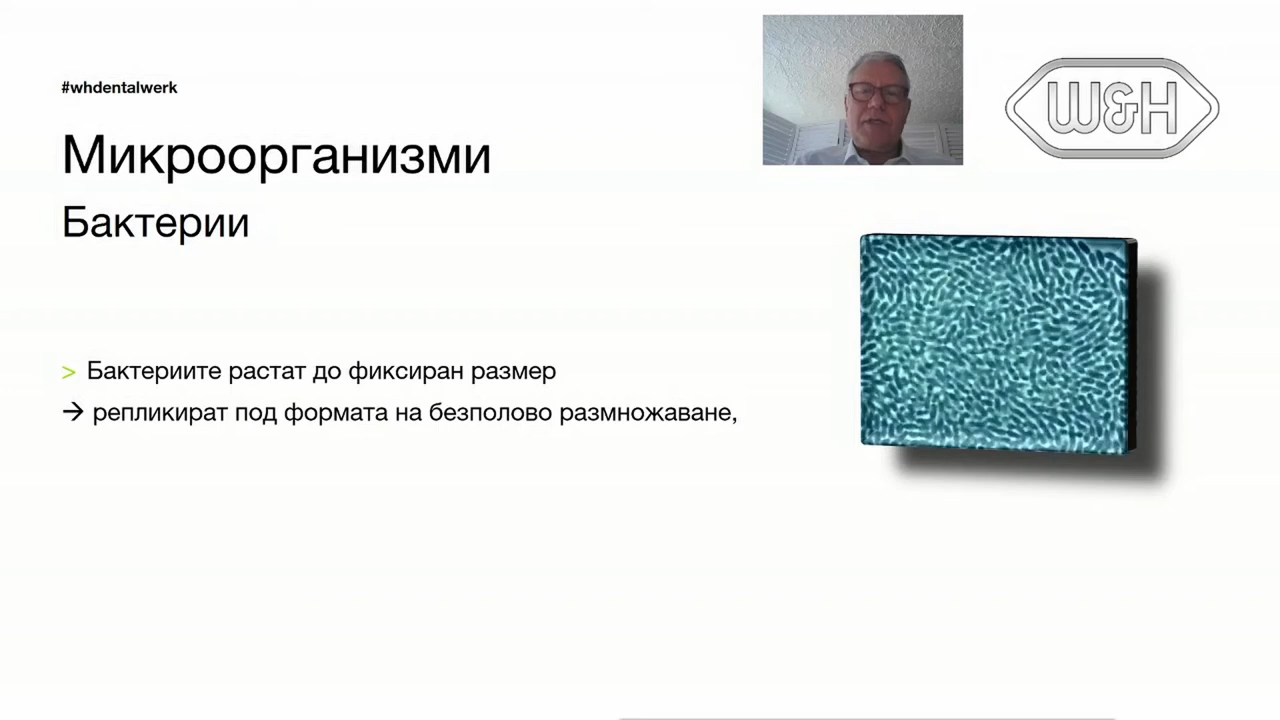 #whdentalwerk
W&H
Микроорганизми
Бактерии
> Бактериите растат до фиксиран размер
→ репликират под формата на безполово размножаване,